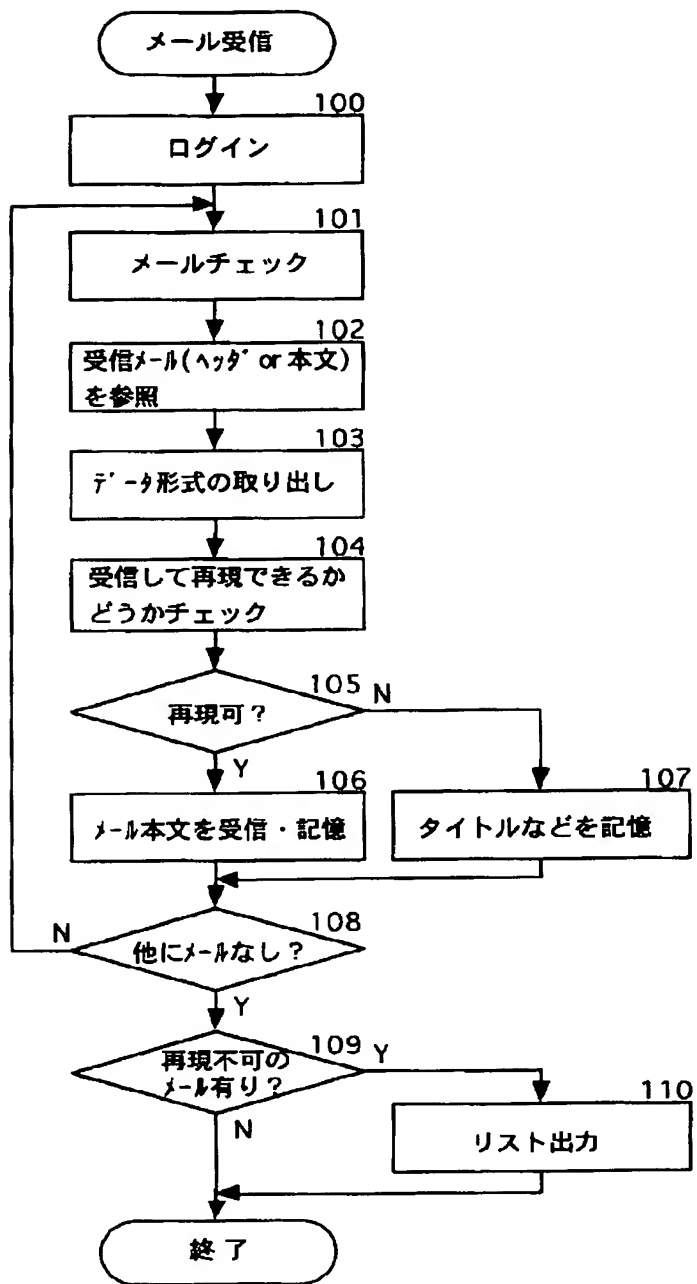 メール受信
100
ログイン
101
メールチェック
102
受信ﾒｰﾙ(ﾍｯﾀﾞ or 本文)
を参照
103
ﾃﾞｰﾀ形式の取り出し
104
受信して再現できるか
どうかチェック
105
再現可？
N
Y
106
ﾒｰﾙ本文を受信・記憶
107
タイトルなどを記憶
108
N
他にﾒｰﾙなし？
Y
109
再現不可の
ﾒｰﾙ有り？
Y
N
110
リスト出力
終了